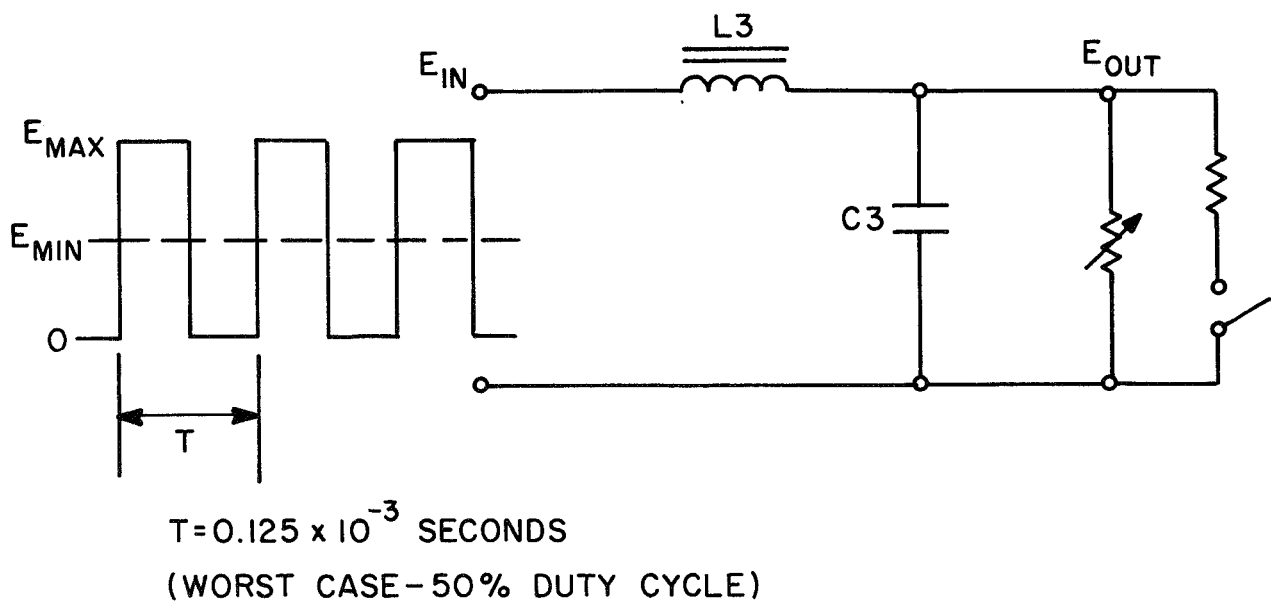 L3
E_IN
E_OUT
E_MAX
E_MIN
C3
0
T
T=0.125 x 10^-3 SECONDS
(WORST CASE-50% DUTY CYCLE)